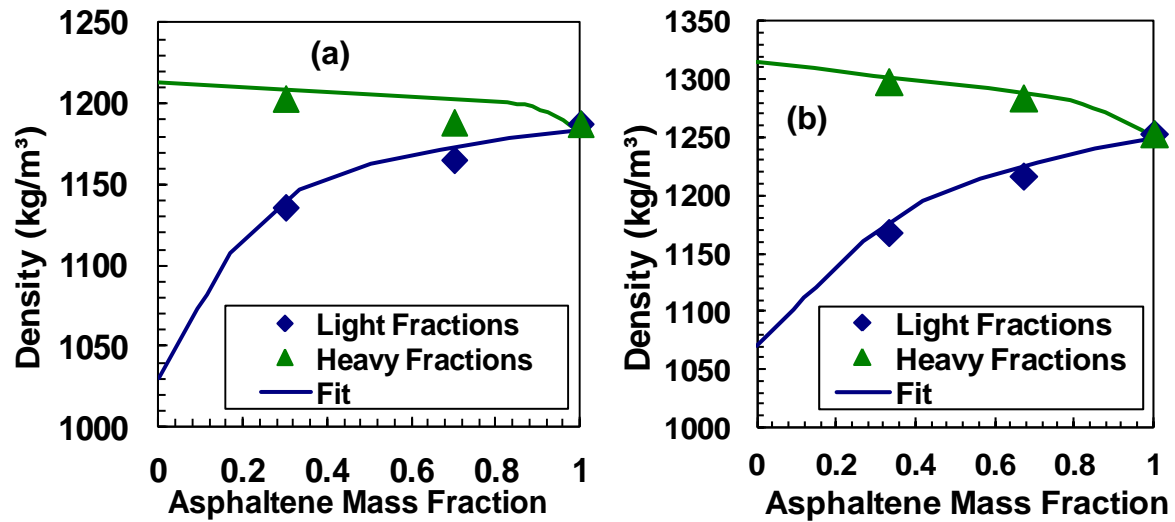 1250
1200
1150
1100
1050
1000
Density (kg/m³)
(a)
Light Fractions
Heavy Fractions
Fit
0 0.2 0.4 0.6 0.8 1
Asphaltene Mass Fraction
1350
1300
1250
1200
1150
1100
1050
1000
Density (kg/m³)
(b)
Light Fractions
Heavy Fractions
Fit
0 0.2 0.4 0.6 0.8 1
Asphaltene Mass Fraction